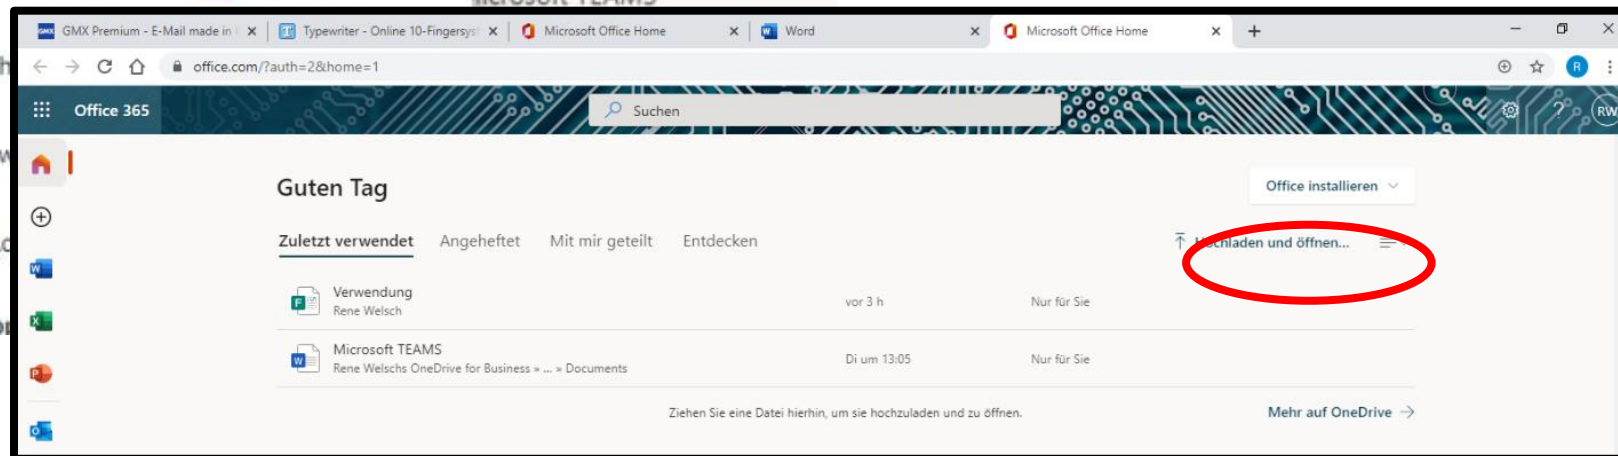 GMX Premium - E-Mail made in
Typewriter - Online 10-Fingersyst
Microsoft Office Home
Word
Microsoft Office Home
office.com/?auth=2&home=1
R
Office 365
Suchen
?
RW
Guten Tag
Office installieren
Zuletzt verwendet Angeheftet Mit mir geteilt Entdecken
Hochladen und öffnen...
Verwendung
Rene Welsch
vor 3 h
Nur für Sie
Microsoft TEAMS
Rene Welschs OneDrive for Business » ... » Documents
Di um 13:05
Nur für Sie
Ziehen Sie eine Datei hierhin, um sie hochzuladen und zu öffnen.
Mehr auf OneDrive